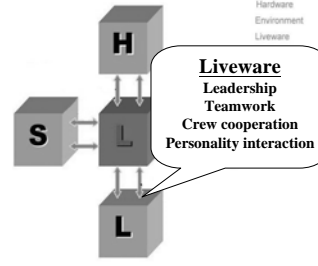 Hardware
Environment
Liveware
H
Liveware
Leadership
Teamwork
Crew cooperation
Personality interaction
S
L
L